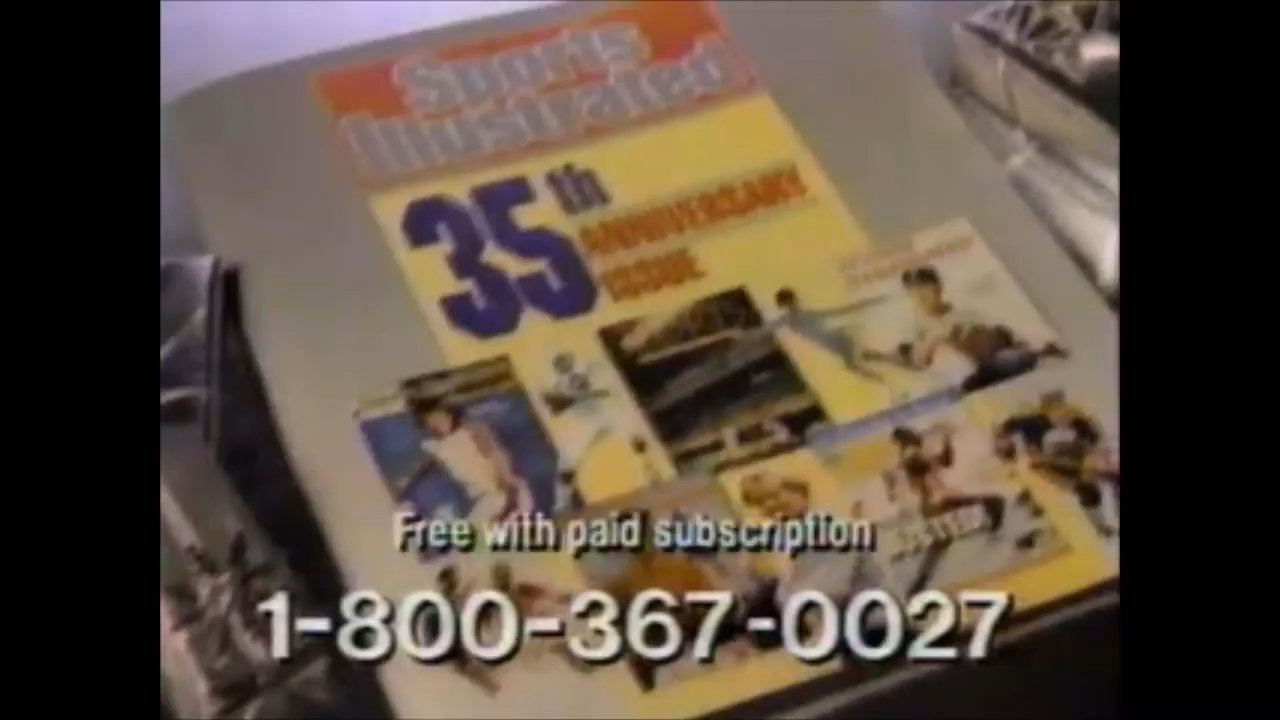 Sports
Illustrated
35th
ANNIVERSARY
ISSUE
Free with paid subscription
1-800-367-0027